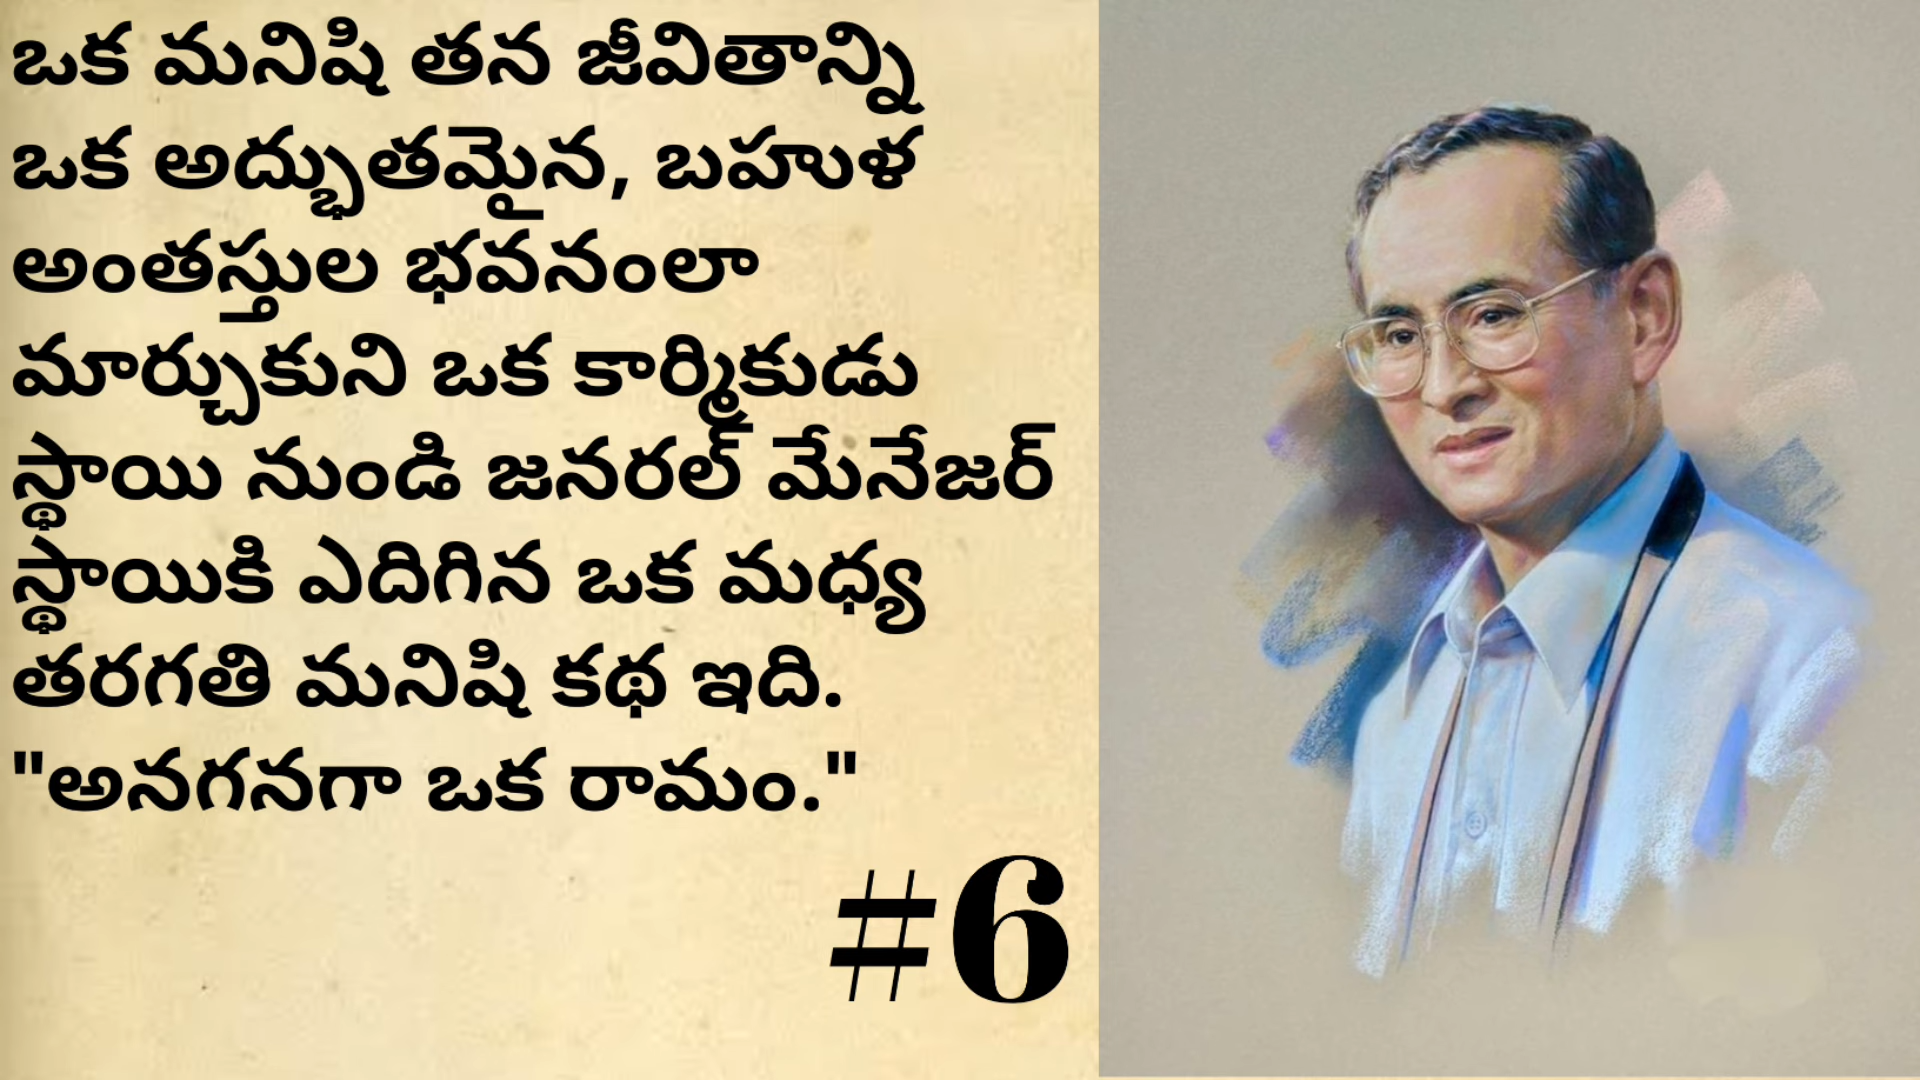 ఒక మనిషి తన జీవితాన్ని
ఒక అద్భుతమైన, బహుళ
అంతస్తుల భవనంలా
మార్చుకుని ఒక కార్మికుడు
స్థాయి నుండి జనరల్ మేనేజర్
స్థాయికి ఎదిగిన ఒక మధ్య
తరగతి మనిషి కథ ఇది.
"అనగనగా ఒక రామం."
#6